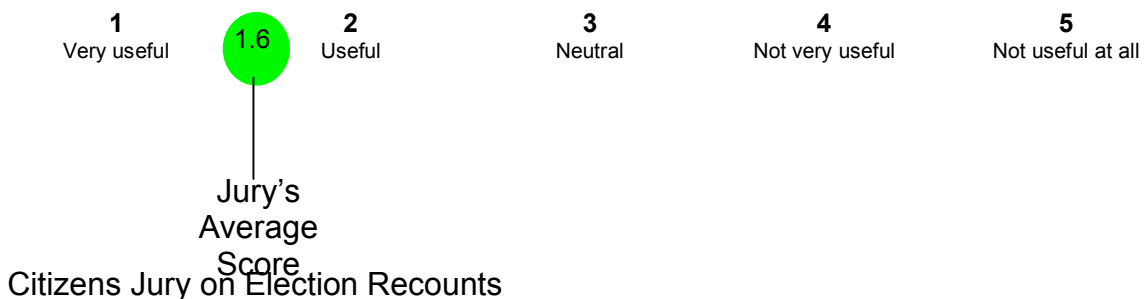 1 2 3 4 5
Very useful 1.6 Useful Neutral Not very useful Not useful at all
Jury's
Average
Score
Citizens Jury on Election Recounts